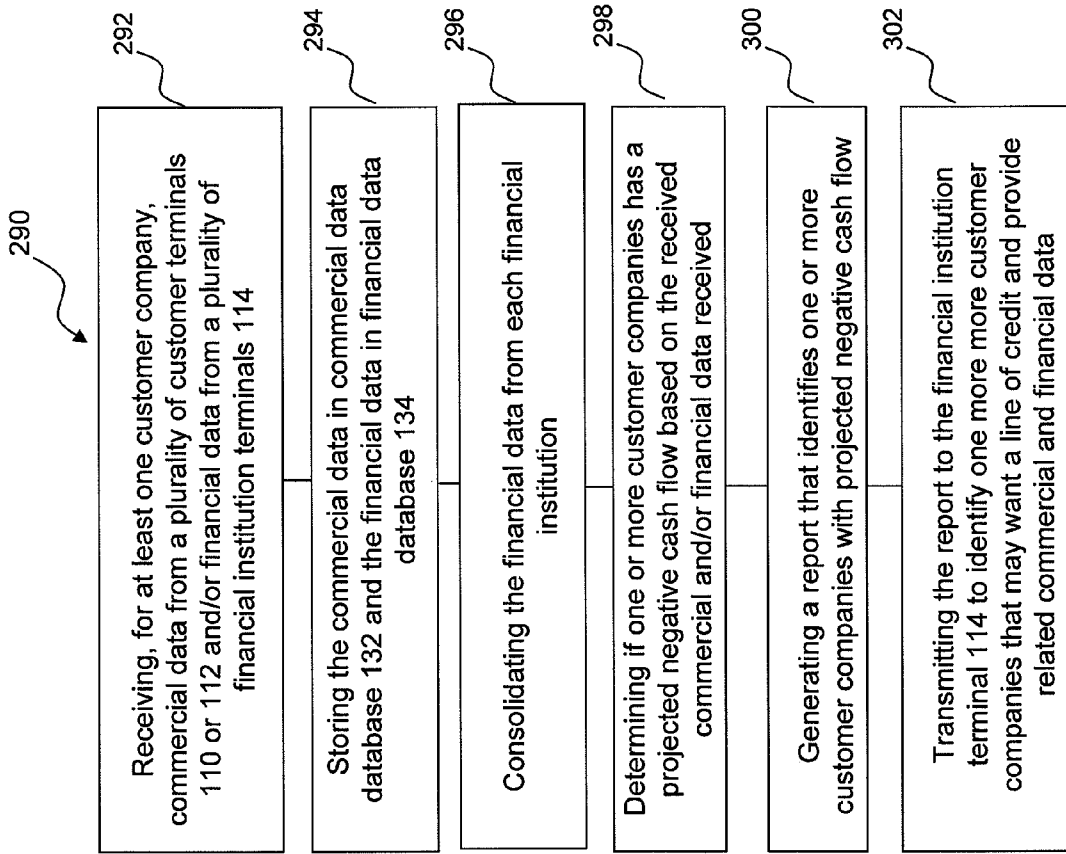 290
Receiving, for at least one customer company,
commercial data from a plurality of customer terminals
110 or 112 and/or financial data from a plurality of
financial institution terminals 114
292
Storing the commercial data in commercial data
database 132 and the financial data in financial data
database 134
294
Consolidating the financial data from each financial
institution
296
Determining if one or more customer companies has a
projected negative cash flow based on the received
commercial and/or financial data received
298
Generating a report that identifies one or more
customer companies with projected negative cash flow
300
Transmitting the report to the financial institution
terminal 114 to identify one more more customer
companies that may want a line of credit and provide
related commercial and financial data
302